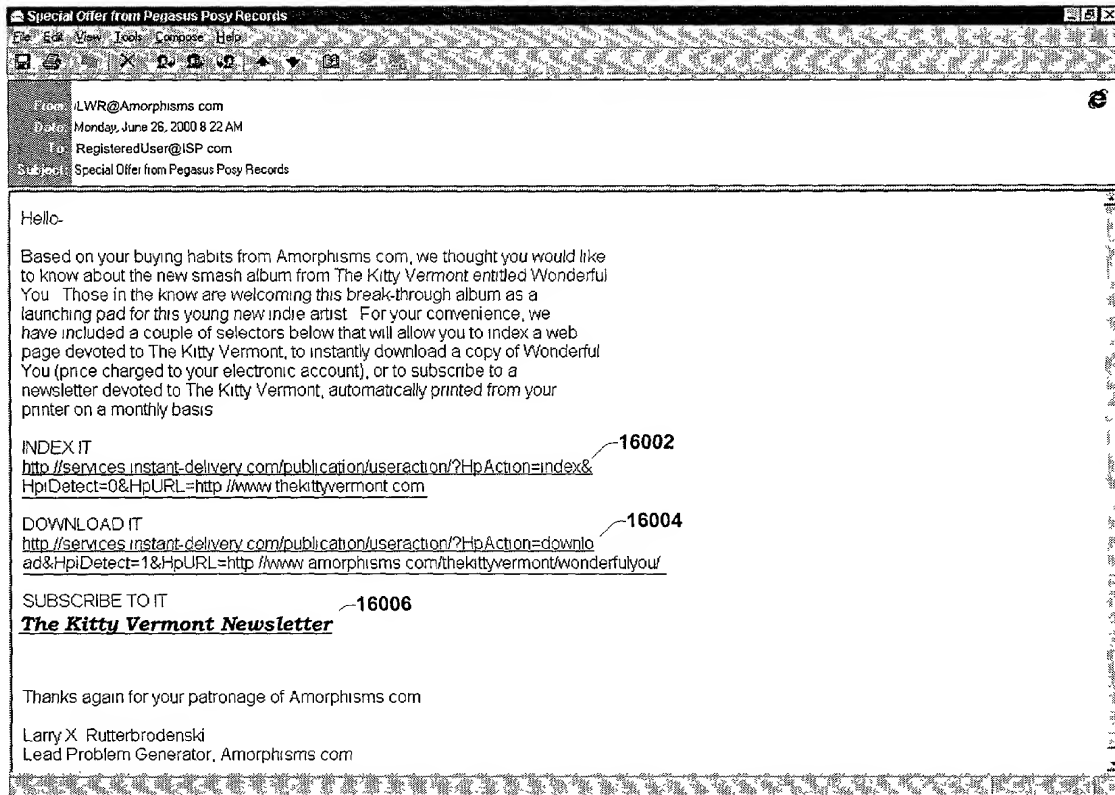 Special Offer from Pegasus Posy Records
File Edit View Tools Compose Help
From: LWR@Amorphisms com
Date: Monday, June 26, 2000 8 22 AM
To: RegisteredUser@ISP com
Subject: Special Offer from Pegasus Posy Records
Hello-
Based on your buying habits from Amorphisms com, we thought you would like
to know about the new smash album from The Kitty Vermont entitled Wonderful
You Those in the know are welcoming this break-through album as a
launching pad for this young new indie artist For your convenience, we
have included a couple of selectors below that will allow you to index a web
page devoted to The Kitty Vermont, to instantly download a copy of Wonderful
You (price charged to your electronic account), or to subscribe to a
newsletter devoted to The Kitty Vermont, automatically printed from your
printer on a monthly basis
INDEX IT
16002
http //services instant-delivery com/publication/useraction/?HpAction=index&
HpiDetect=0&HpURL=http //www thekittyvermont com
DOWNLOAD IT
16004
http //services instant-delivery com/publication/useraction/?HpAction=downlo
ad&HpiDetect=1&HpURL=http //www amorphisms com/thekittyvermont/wonderfulyou/
SUBSCRIBE TO IT
16006
The Kitty Vermont Newsletter
Thanks again for your patronage of Amorphisms com
Larry X Rutterbrodenski
Lead Problem Generator, Amorphisms com